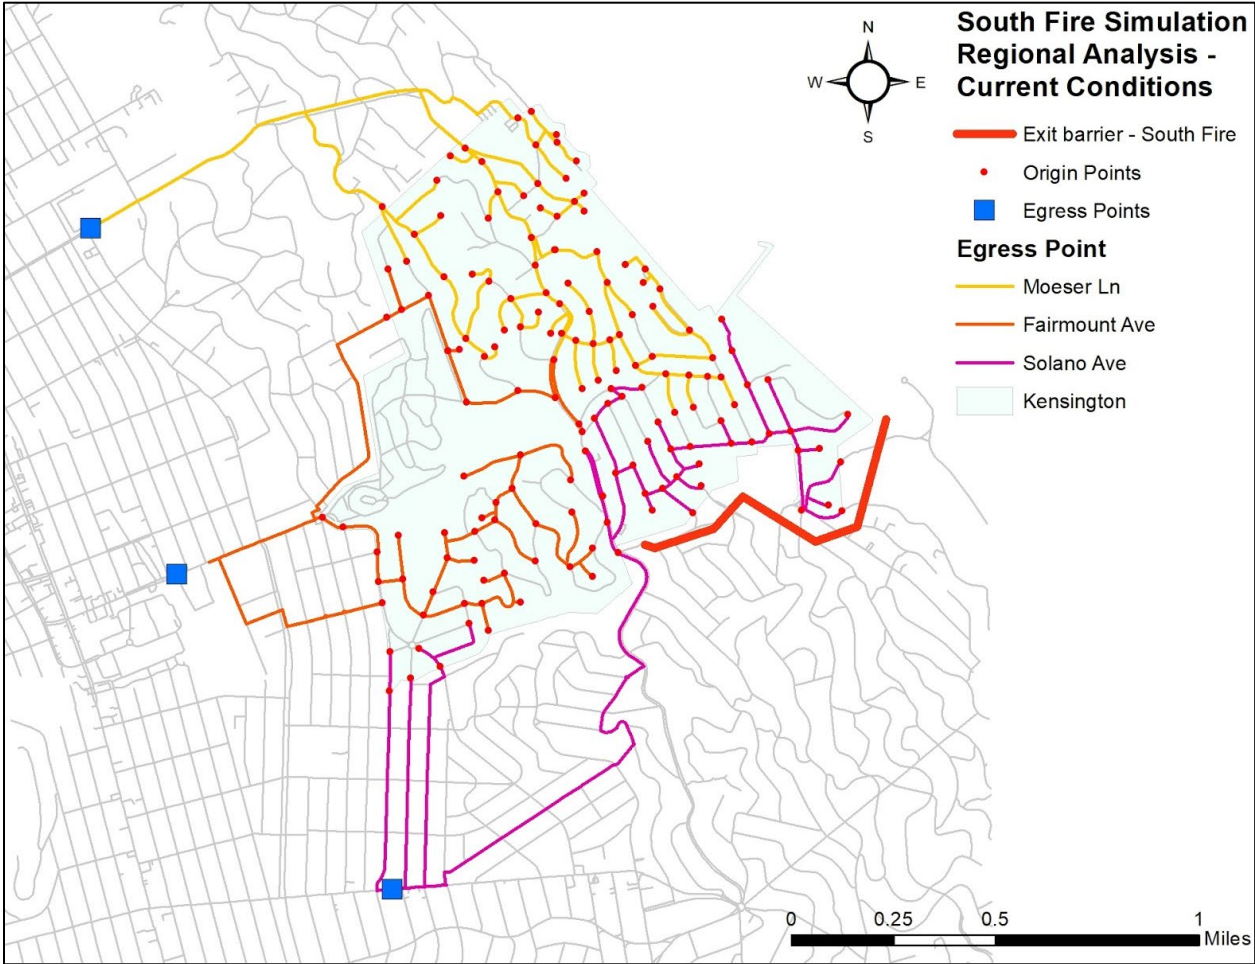 South Fire Simulation
Regional Analysis -
Current Conditions
N
W
E
S
Exit barrier - South Fire
Origin Points
Egress Points
Egress Point
Moeser Ln
Fairmount Ave
Solano Ave
Kensington
0 0.25 0.5 1
Miles